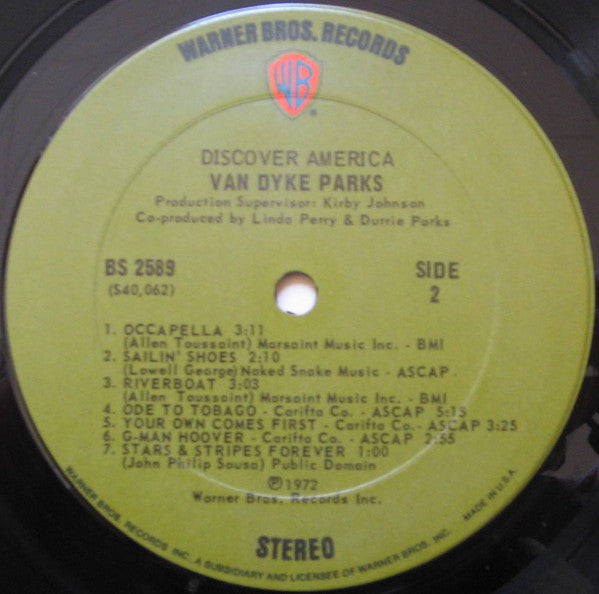 WARNER BROS. RECORDS
WB
DISCOVER AMERICA
VAN DYKE PARKS
Production Supervisor: Kirby Johnson
Co-produced by Linda Perry & Durrie Parks
BS 2589
(S40,062)
SIDE
2
1. OCCAPELLA 3:11
(Allen Toussaint) Marsaint Music Inc. - BMI
2. SAILIN' SHOES 2:10
(Lowell George) Naked Snake Music - ASCAP
3. RIVERBOAT 3:03
(Allen Toussaint) Marsaint Music Inc. - BMI
4. ODE TO TOBAGO - Carifta Co. - ASCAP 5:15
5. YOUR OWN COMES FIRST - Carifta Co. - ASCAP 3:25
6. G-MAN HOOVER - Carifta Co. - ASCAP 2:55
7. STARS & STRIPES FOREVER 1:00
(John Philip Sousa) Public Domain
℗ 1972
Warner Bros. Records Inc.
STEREO
WARNER BROS. RECORDS INC. A SUBSIDIARY AND LICENSEE OF WARNER BROS. INC. MADE IN U.S.A.